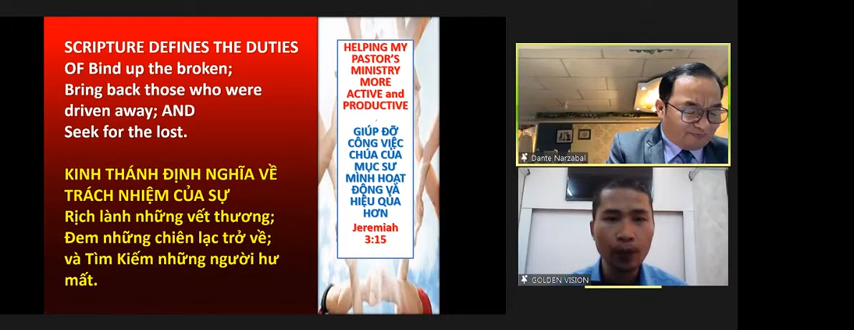 SCRIPTURE DEFINES THE DUTIES
OF Bind up the broken;
Bring back those who were
driven away; AND
Seek for the lost.
KINH THÁNH ĐỊNH NGHĨA VỀ
TRÁCH NHIỆM CỦA SỰ
Rịch lành những vết thương;
Đem những chiên lạc trở về;
và Tìm Kiếm những người hư
mất.
HELPING MY
PASTOR'S
MINISTRY
MORE
ACTIVE and
PRODUCTIVE
GIÚP ĐỠ
CÔNG VIỆC
CHÚA CỦA
MỤC SƯ
MÌNH HOẠT
ĐỘNG VÀ
HIỆU QỦA
HƠN
Jeremiah
3:15
Dante Narzabal
GOLDEN VISION